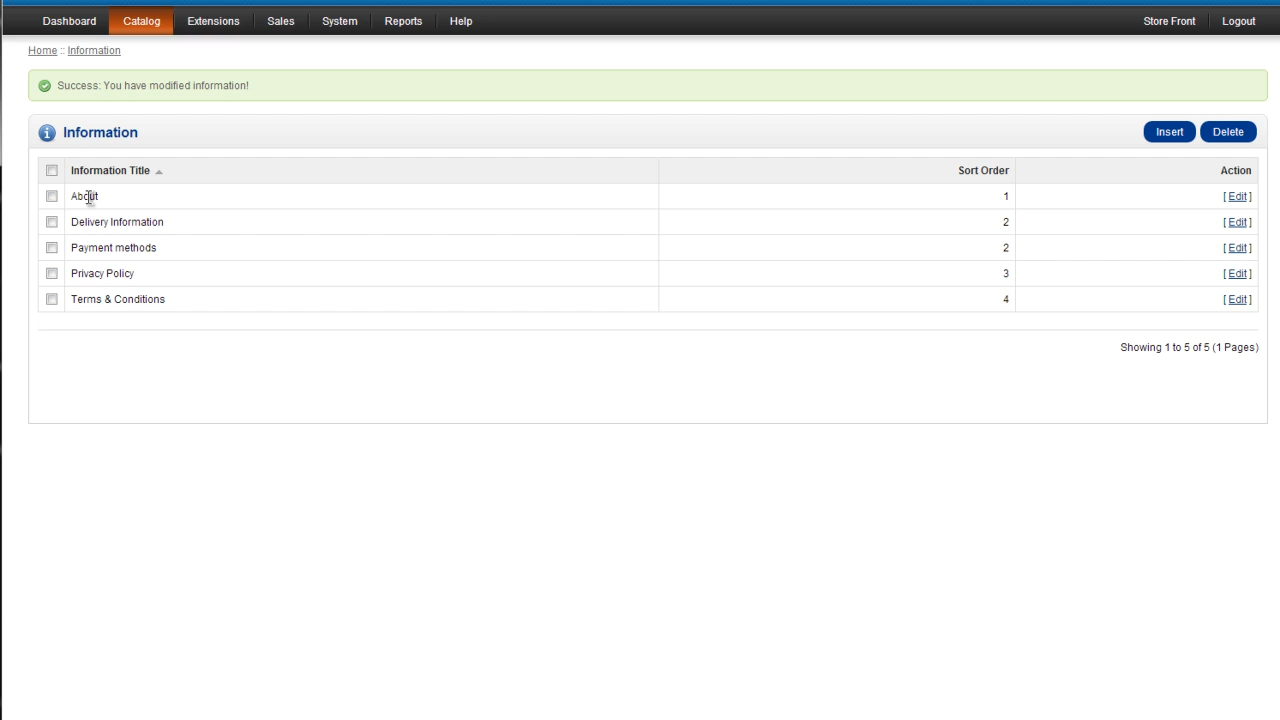 Dashboard Catalog Extensions Sales System Reports Help Store Front Logout
Home :: Information
Success: You have modified information!
Information Insert Delete
Information Title Sort Order Action
About 1 [ Edit ]
Delivery Information 2 [ Edit ]
Payment methods 2 [ Edit ]
Privacy Policy 3 [ Edit ]
Terms & Conditions 4 [ Edit ]
Showing 1 to 5 of 5 (1 Pages)